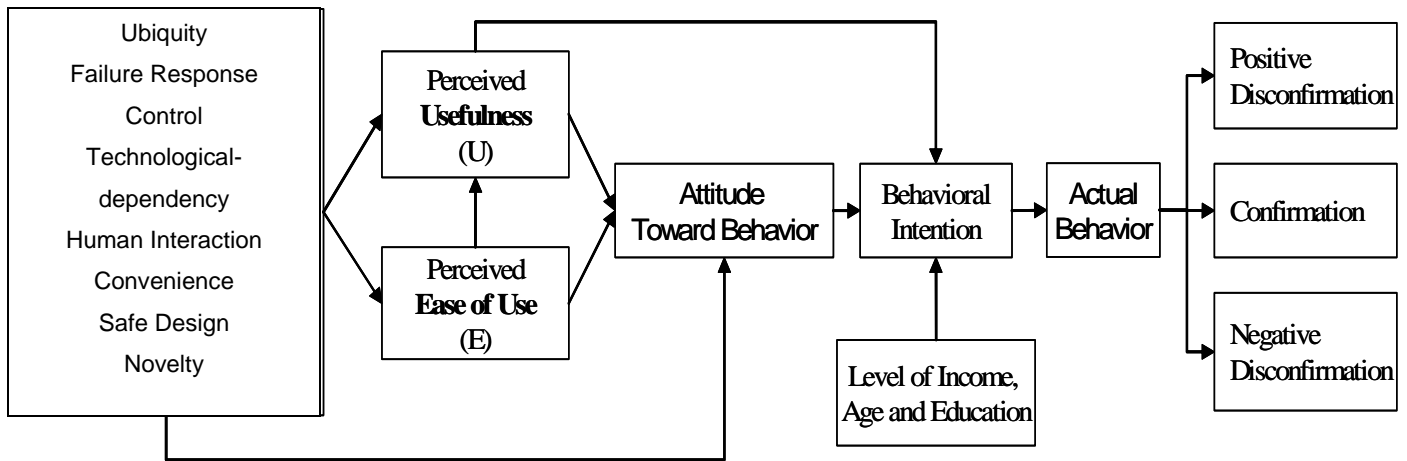 Ubiquity
Failure Response
Control
Technological-
dependency
Human Interaction
Convenience
Safe Design
Novelty
Perceived
Usefulness
(U)
Perceived
Ease of Use
(E)
Attitude
Toward Behavior
Behavioral
Intention
Level of Income,
Age and Education
Actual
Behavior
Positive
Disconfirmation
Confirmation
Negative
Disconfirmation